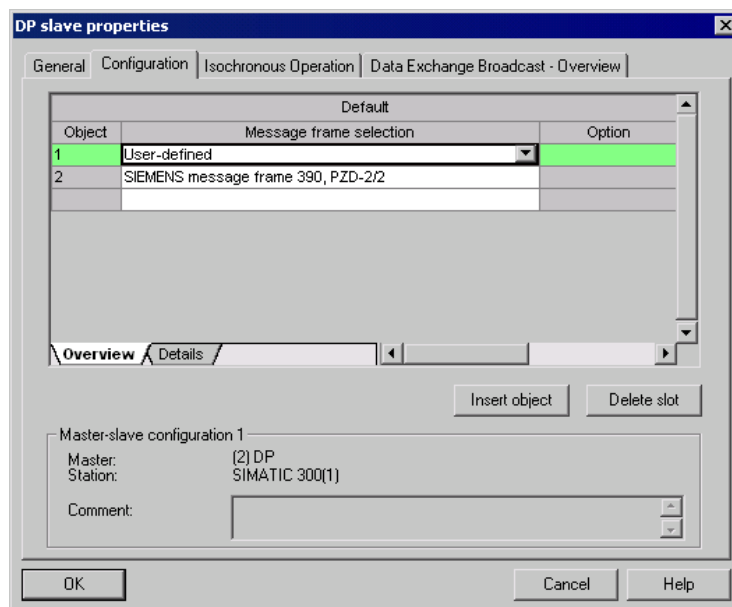 DP slave properties
General Configuration Isochronous Operation Data Exchange Broadcast - Overview
Default
Object Message frame selection Option
1 User-defined
2 SIEMENS message frame 390, PZD-2/2
Overview Details
Insert object Delete slot
Master-slave configuration 1
Master: (2) DP
Station: SIMATIC 300(1)
Comment:
OK Cancel Help